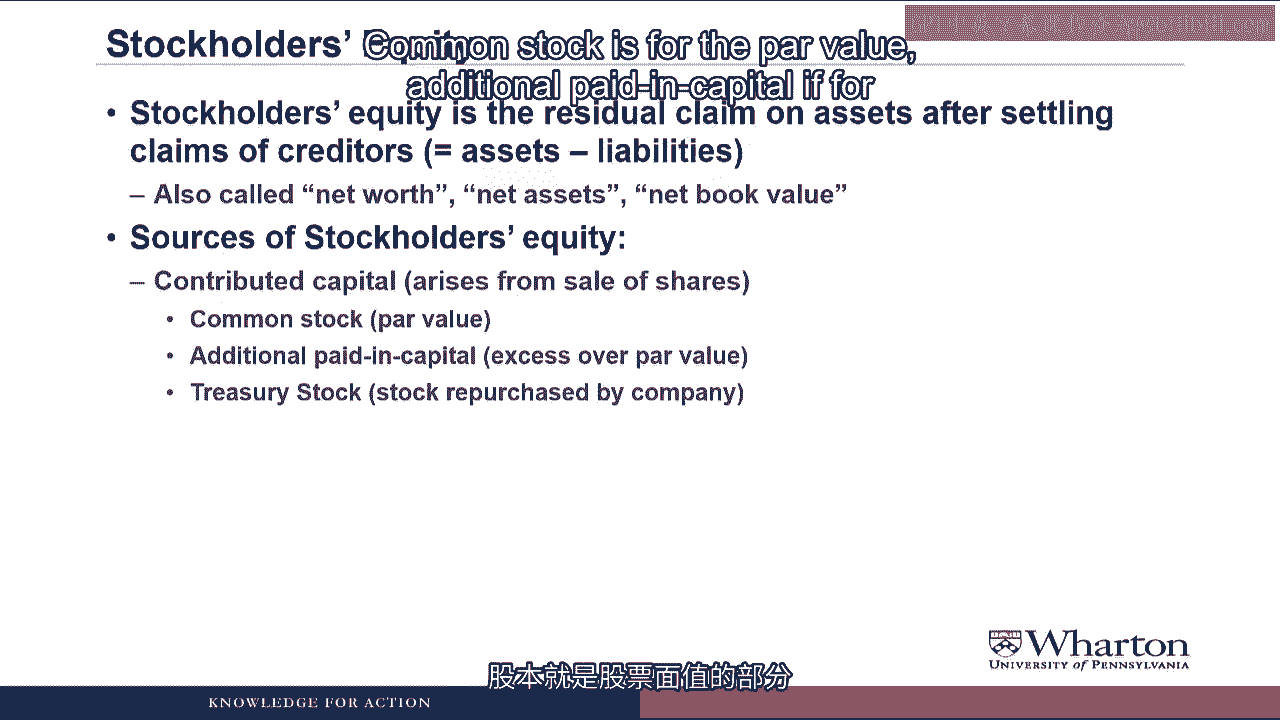 Stockholders'
Common stock is for the par value,
additional paid-in-capital if for
• Stockholders' equity is the residual claim on assets after settling
claims of creditors (= assets – liabilities)
– Also called "net worth", "net assets", "net book value"
• Sources of Stockholders' equity:
– Contributed capital (arises from sale of shares)
• Common stock (par value)
• Additional paid-in-capital (excess over par value)
• Treasury Stock (stock repurchased by company)
Wharton
UNIVERSITY of PENNSYLVANIA
股本就是股票面值的部分
KNOWLEDGE FOR ACTION